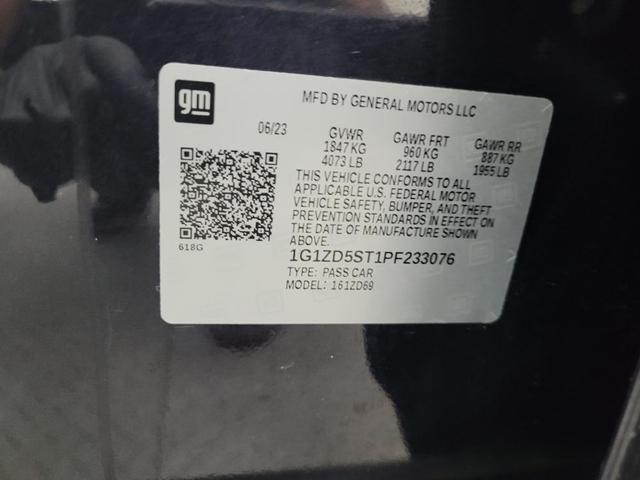 gm
MFD BY GENERAL MOTORS LLC
06/23 GVWR GAWR FRT GAWR RR
1847 KG 960 KG 887 KG
4073 LB 2117 LB 1955 LB
THIS VEHICLE CONFORMS TO ALL
APPLICABLE U.S. FEDERAL MOTOR
VEHICLE SAFETY, BUMPER, AND THEFT
PREVENTION STANDARDS IN EFFECT ON
THE DATE OF MANUFACTURE SHOWN
ABOVE.
618G
1G1ZD5ST1PF233076
TYPE: PASS CAR
MODEL: 161ZD69